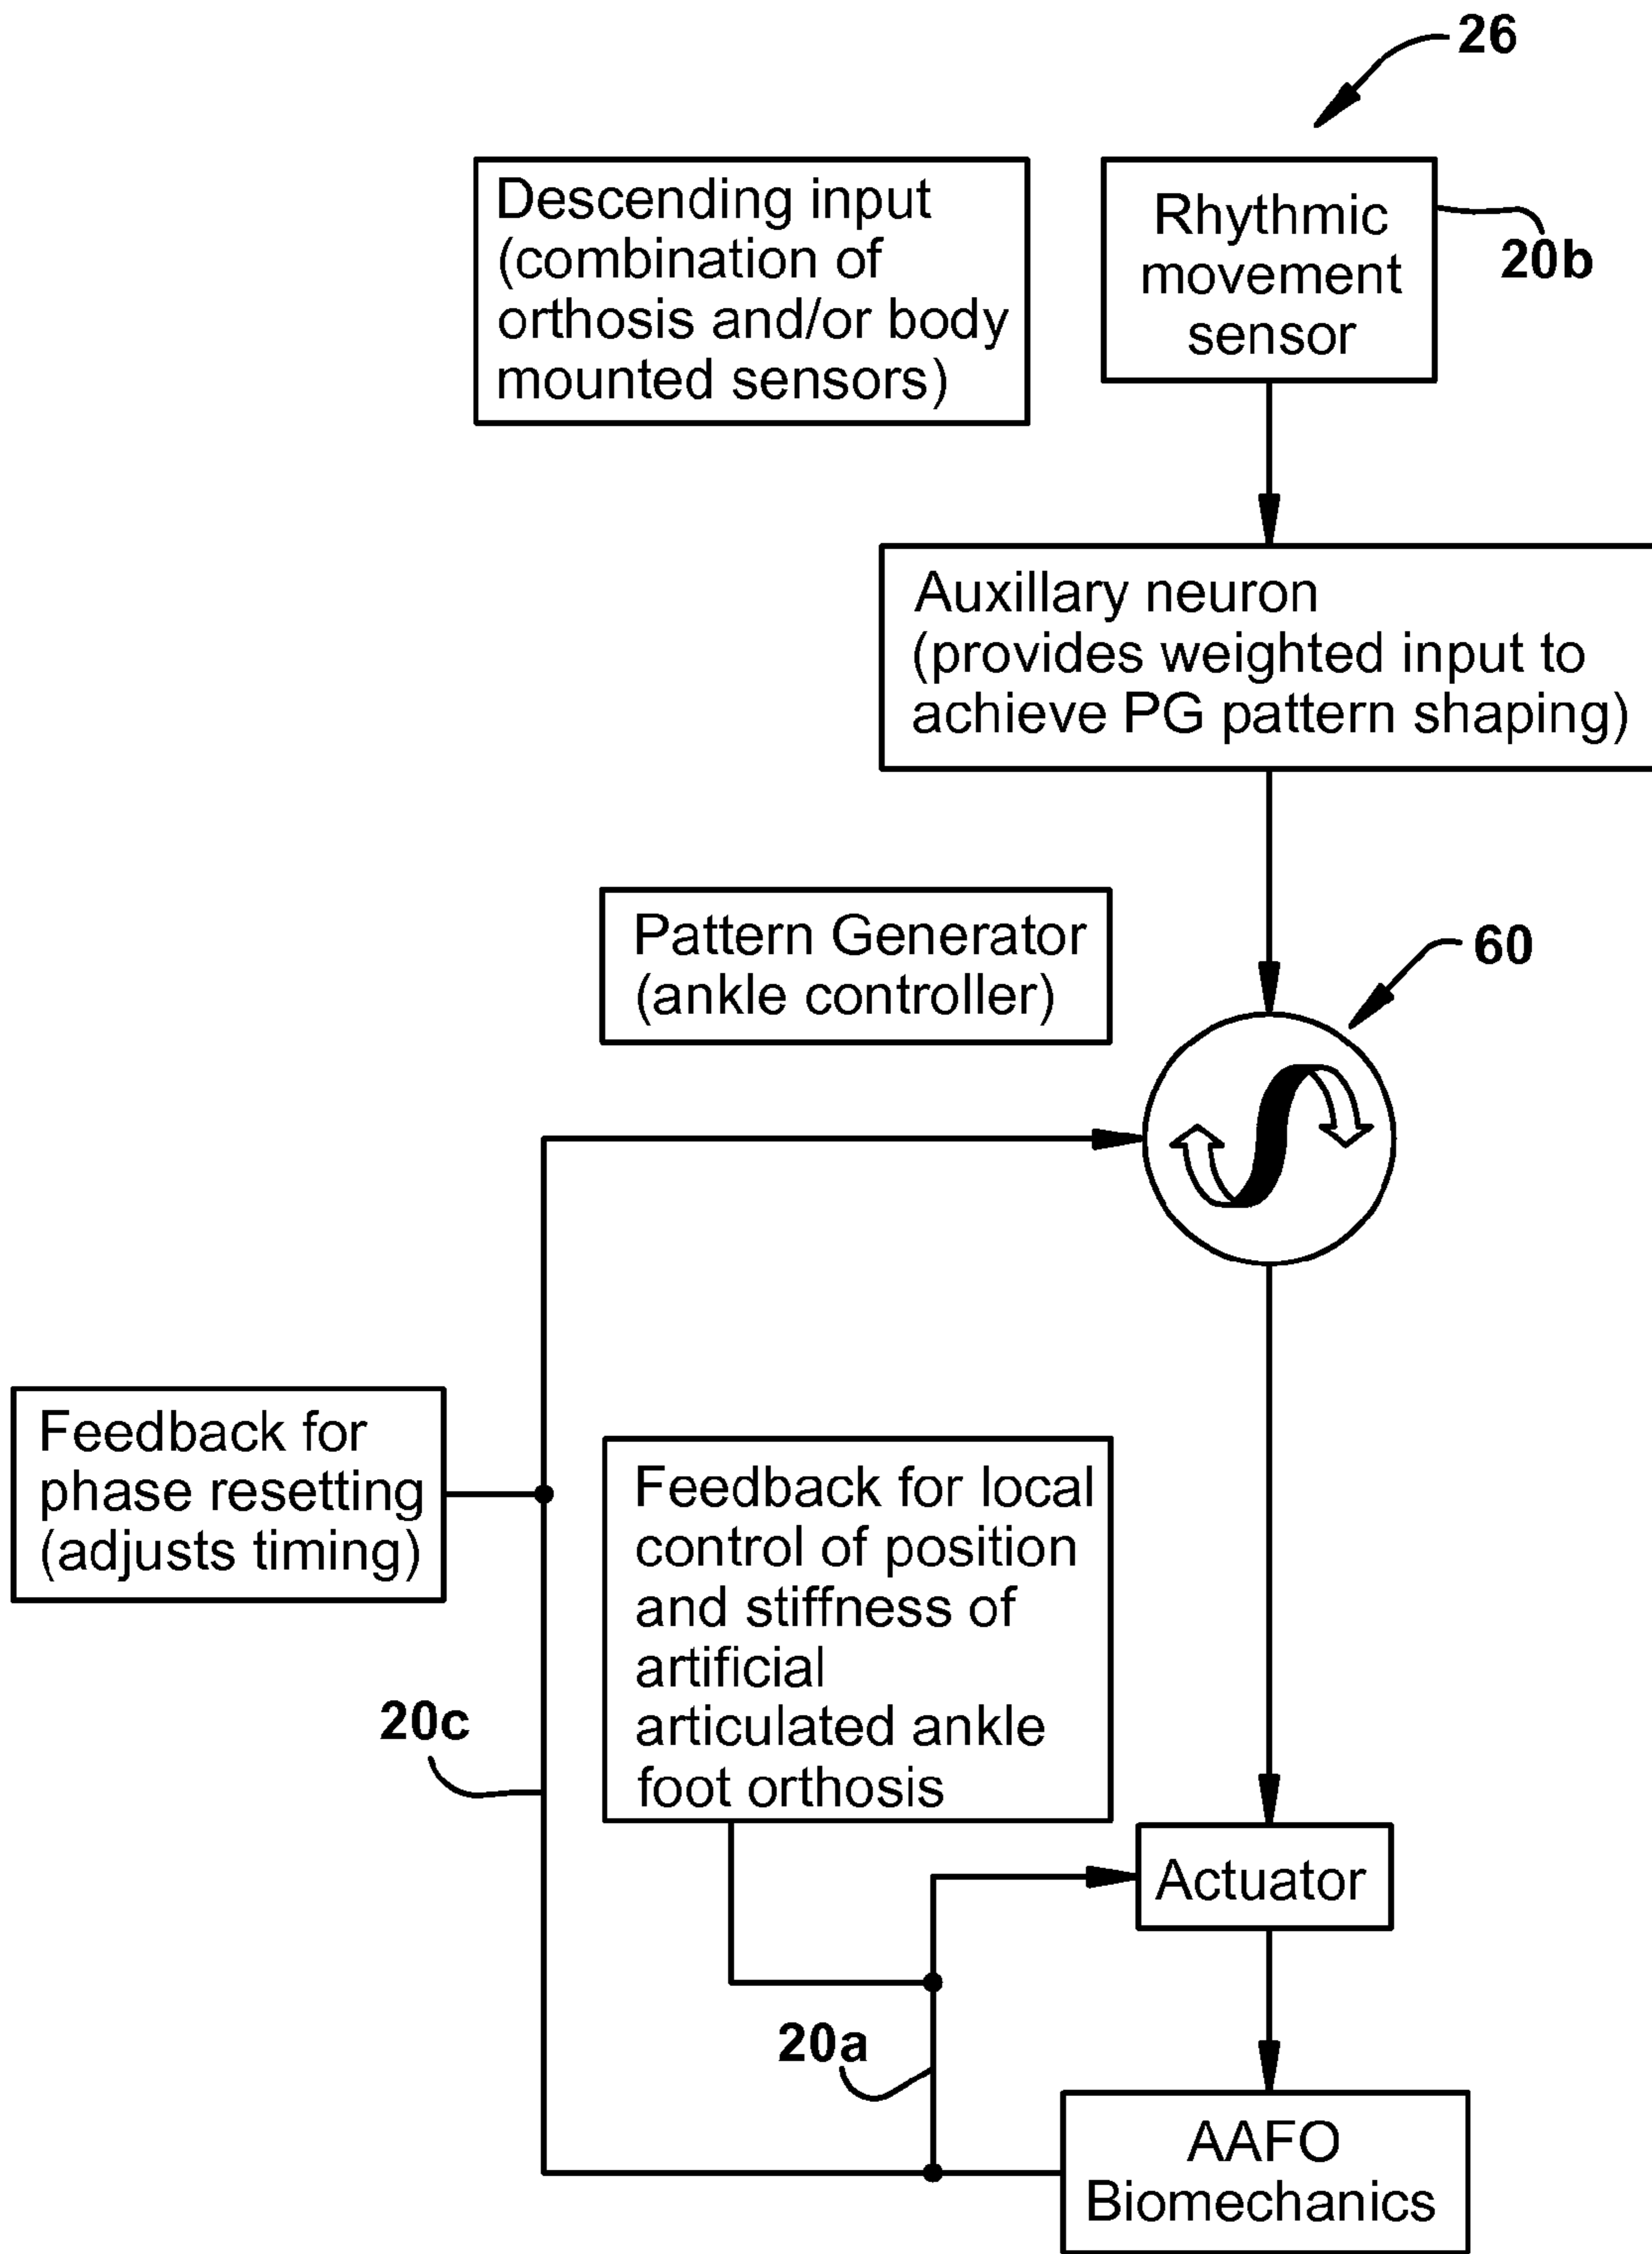 26
Descending input
(combination of
orthosis and/or body
mounted sensors)
Rhythmic
movement
sensor
20b
Auxillary neuron
(provides weighted input to
achieve PG pattern shaping)
Pattern Generator
(ankle controller)
60
Feedback for
phase resetting
(adjusts timing)
Feedback for local
control of position
and stiffness of
artificial
articulated ankle
foot orthosis
20c
Actuator
20a
AAFO
Biomechanics